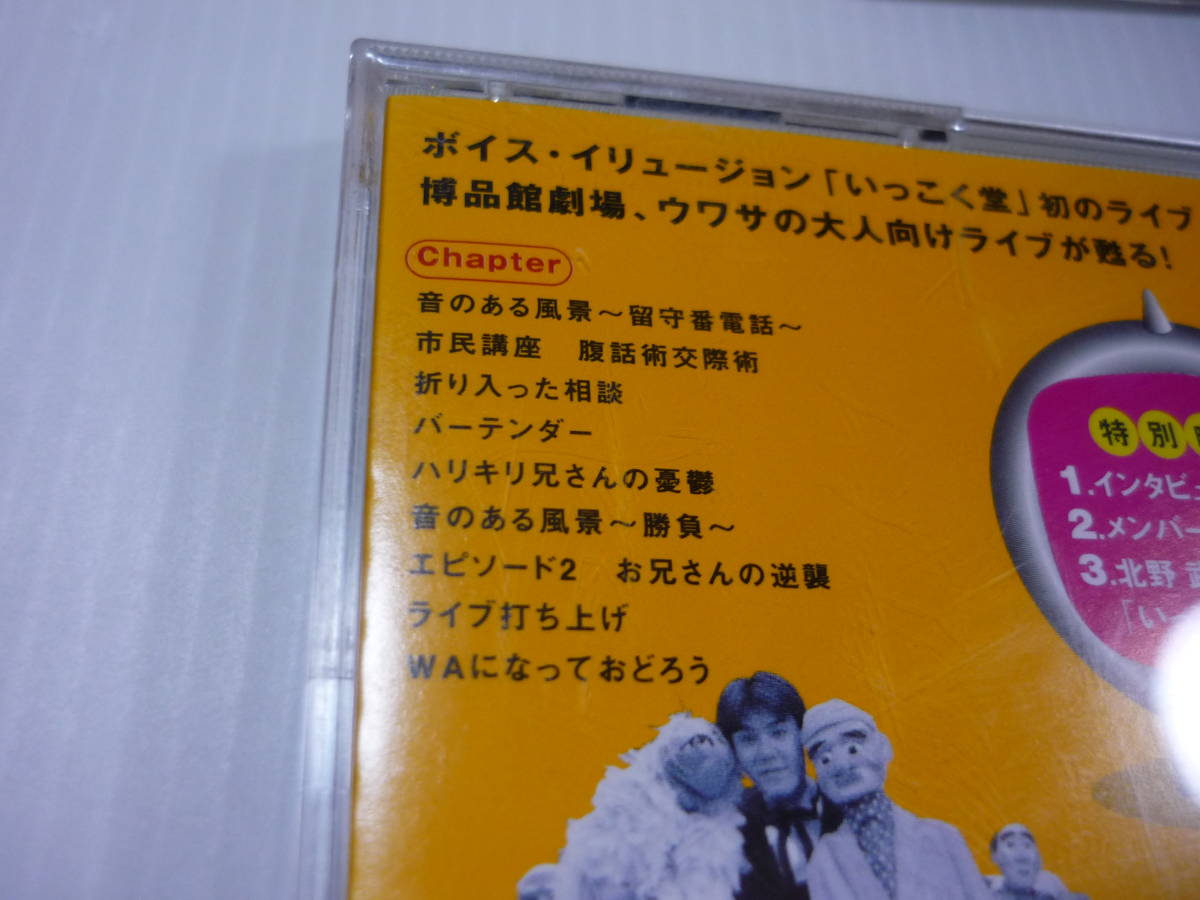 ボイス・イリュージョン「いっこく堂」初のライブ
博品館劇場、ウワサの大人向けライブが甦る!
Chapter
音のある風景〜留守番電話〜
市民講座 腹話術交際術
折り入った相談
バーテンダー
ハリキリ兄さんの憂鬱
音のある風景〜勝負〜
エピソード2 お兄さんの逆襲
ライブ打ち上げ
WAになっておどろう
特別
1.インタビュ
2.メンバー
3.北野
「いっ